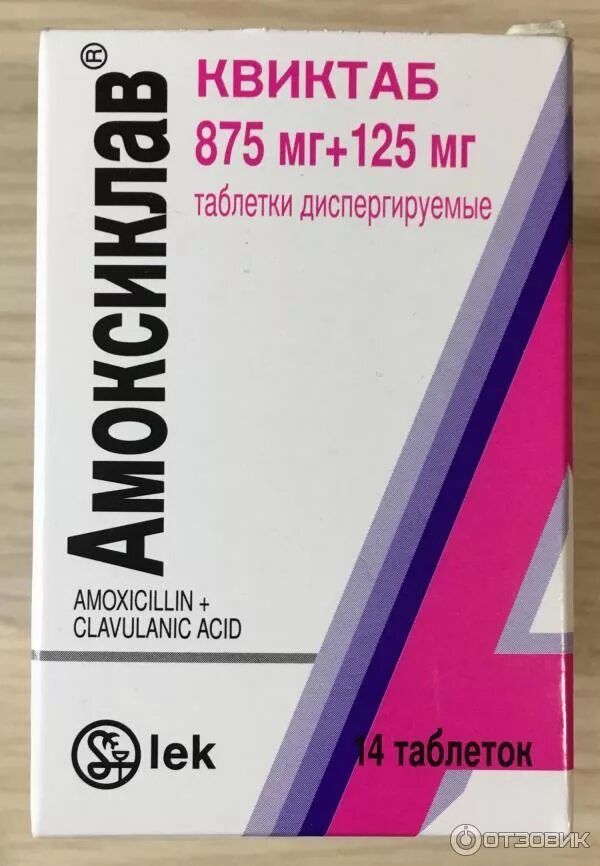 Амоксиклав®
КВИКТАБ
875 мг+125 мг
таблетки диспергируемые
AMOXICILLIN +
CLAVULANIC ACID
lek
14 таблеток
ОТЗОВИК